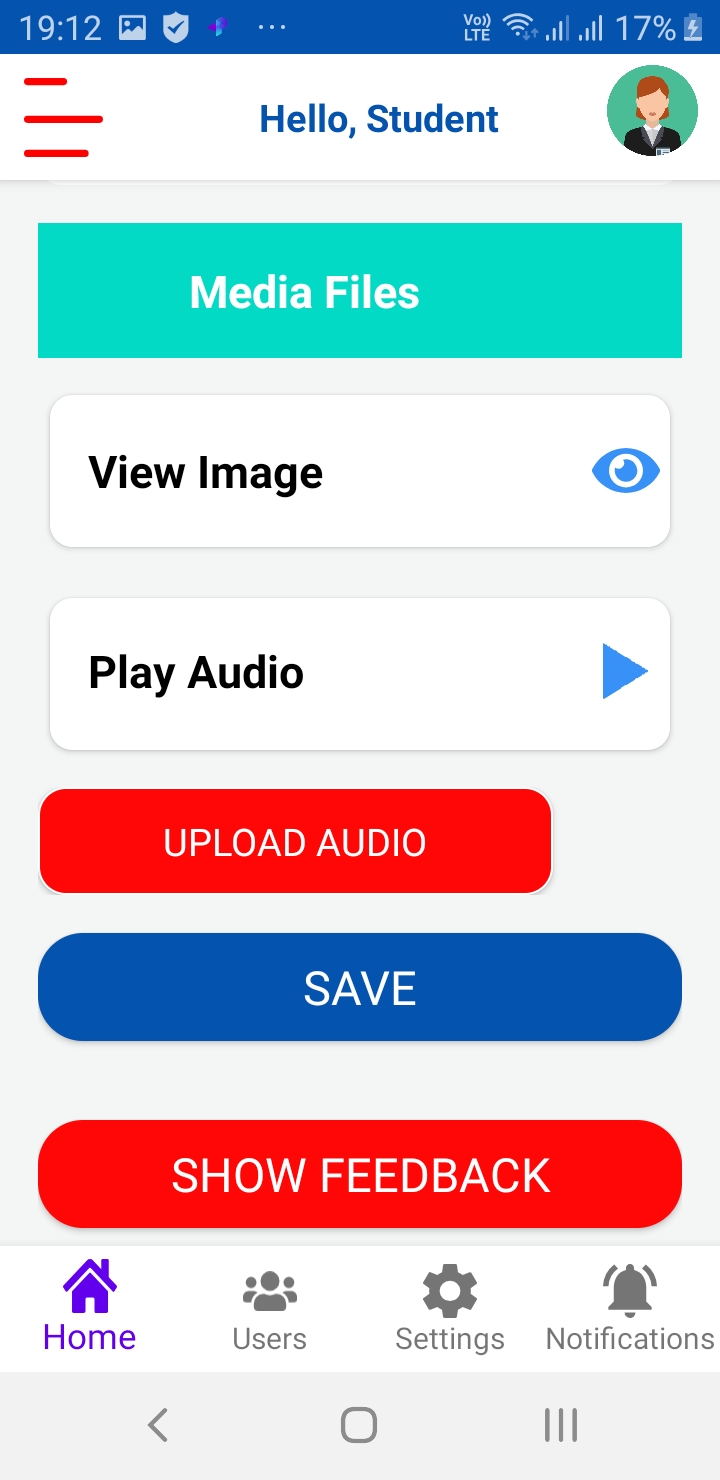 19:12
Vo)) LTE
17%
Hello, Student
Media Files
View Image
Play Audio
UPLOAD AUDIO
SAVE
SHOW FEEDBACK
Home
Users
Settings
Notifications